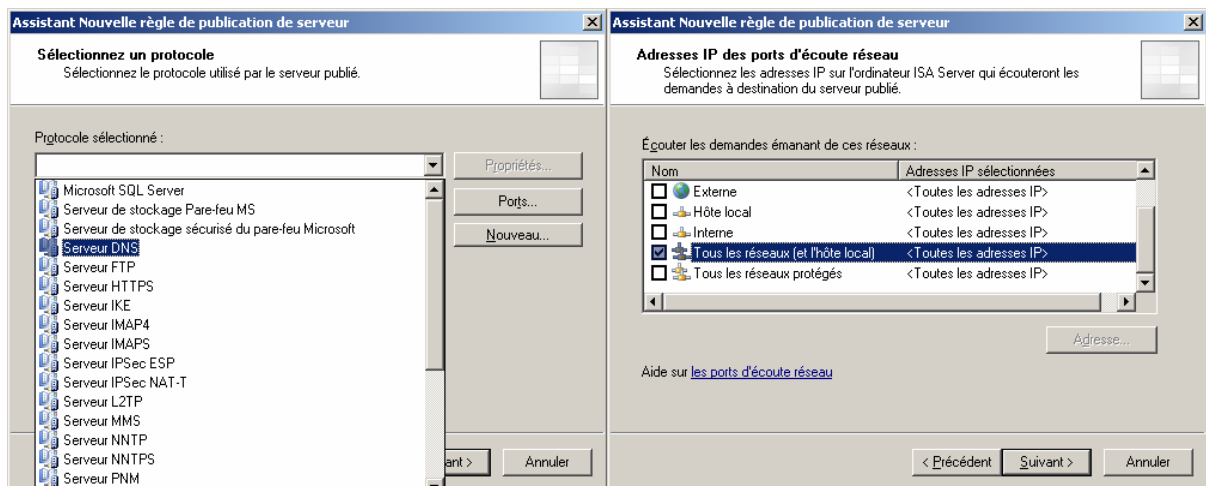 Assistant Nouvelle règle de publication de serveur
Sélectionnez un protocole
Sélectionnez le protocole utilisé par le serveur publié.
Protocole sélectionné :
Propriétés...
Ports...
Nouveau...
Microsoft SQL Server
Serveur de stockage Pare-feu MS
Serveur de stockage sécurisé du pare-feu Microsoft
Serveur DNS
Serveur FTP
Serveur HTTPS
Serveur IKE
Serveur IMAP4
Serveur IMAPS
Serveur IPSec ESP
Serveur IPSec NAT-T
Serveur L2TP
Serveur MMS
Serveur NNTP
Serveur NNTPS
Serveur PNM
ant >
Annuler
Assistant Nouvelle règle de publication de serveur
Adresses IP des ports d'écoute réseau
Sélectionnez les adresses IP sur l'ordinateur ISA Server qui écouteront les
demandes à destination du serveur publié.
Écouter les demandes émanant de ces réseaux :
Nom Adresses IP sélectionnées
Externe <Toutes les adresses IP>
Hôte local <Toutes les adresses IP>
Interne <Toutes les adresses IP>
Tous les réseaux (et l'hôte local) <Toutes les adresses IP>
Tous les réseaux protégés <Toutes les adresses IP>
Adresse...
Aide sur les ports d'écoute réseau
< Précédent
Suivant >
Annuler